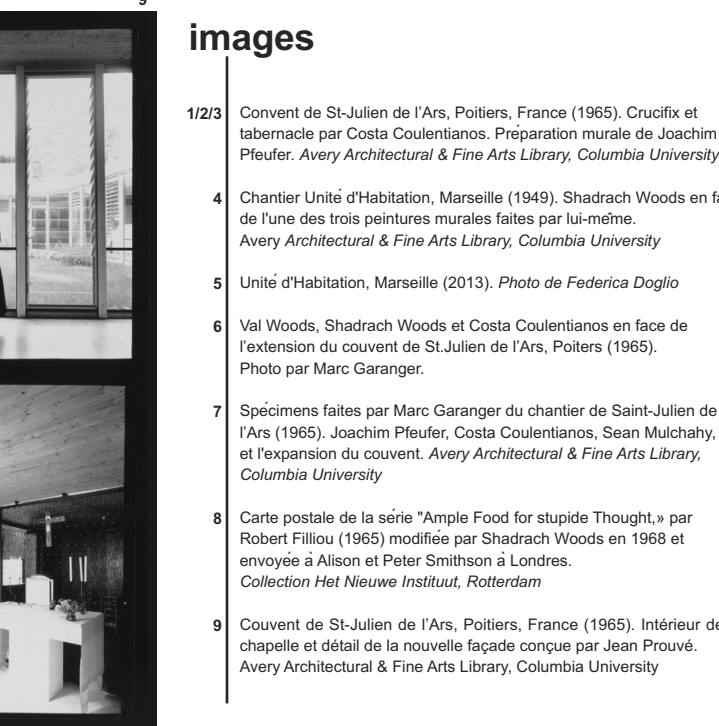 9
images
1/2/3 Convent de St-Julien de l’Ars, Poitiers, France (1965). Crucifix et
tabernacle par Costa Coulentianos. Préparation murale de Joachim
Pfeufer. Avery Architectural & Fine Arts Library, Columbia University
4 Chantier Unité d'Habitation, Marseille (1949). Shadrach Woods en
de l'une des trois peintures murales faites par lui-même.
Avery Architectural & Fine Arts Library, Columbia University
5 Unité d'Habitation, Marseille (2013). Photo de Federica Doglio
6 Val Woods, Shadrach Woods et Costa Coulentianos en face de
l’extension du couvent de St.Julien de l’Ars, Poiters (1965).
Photo par Marc Garanger.
7 Spécimens faites par Marc Garanger du chantier de Saint-Julien de
l’Ars (1965). Joachim Pfeufer, Costa Coulentianos, Sean Mulchahy,
et l'expansion du couvent. Avery Architectural & Fine Arts Library,
Columbia University
8 Carte postale de la série "Ample Food for stupide Thought,» par
Robert Filliou (1965) modifiée par Shadrach Woods en 1968 et
envoyée à Alison et Peter Smithson à Londres.
Collection Het Nieuwe Instituut, Rotterdam
9 Couvent de St-Julien de l’Ars, Poitiers, France (1965). Intérieur de
chapelle et détail de la nouvelle façade conçue par Jean Prouvé.
Avery Architectural & Fine Arts Library, Columbia University